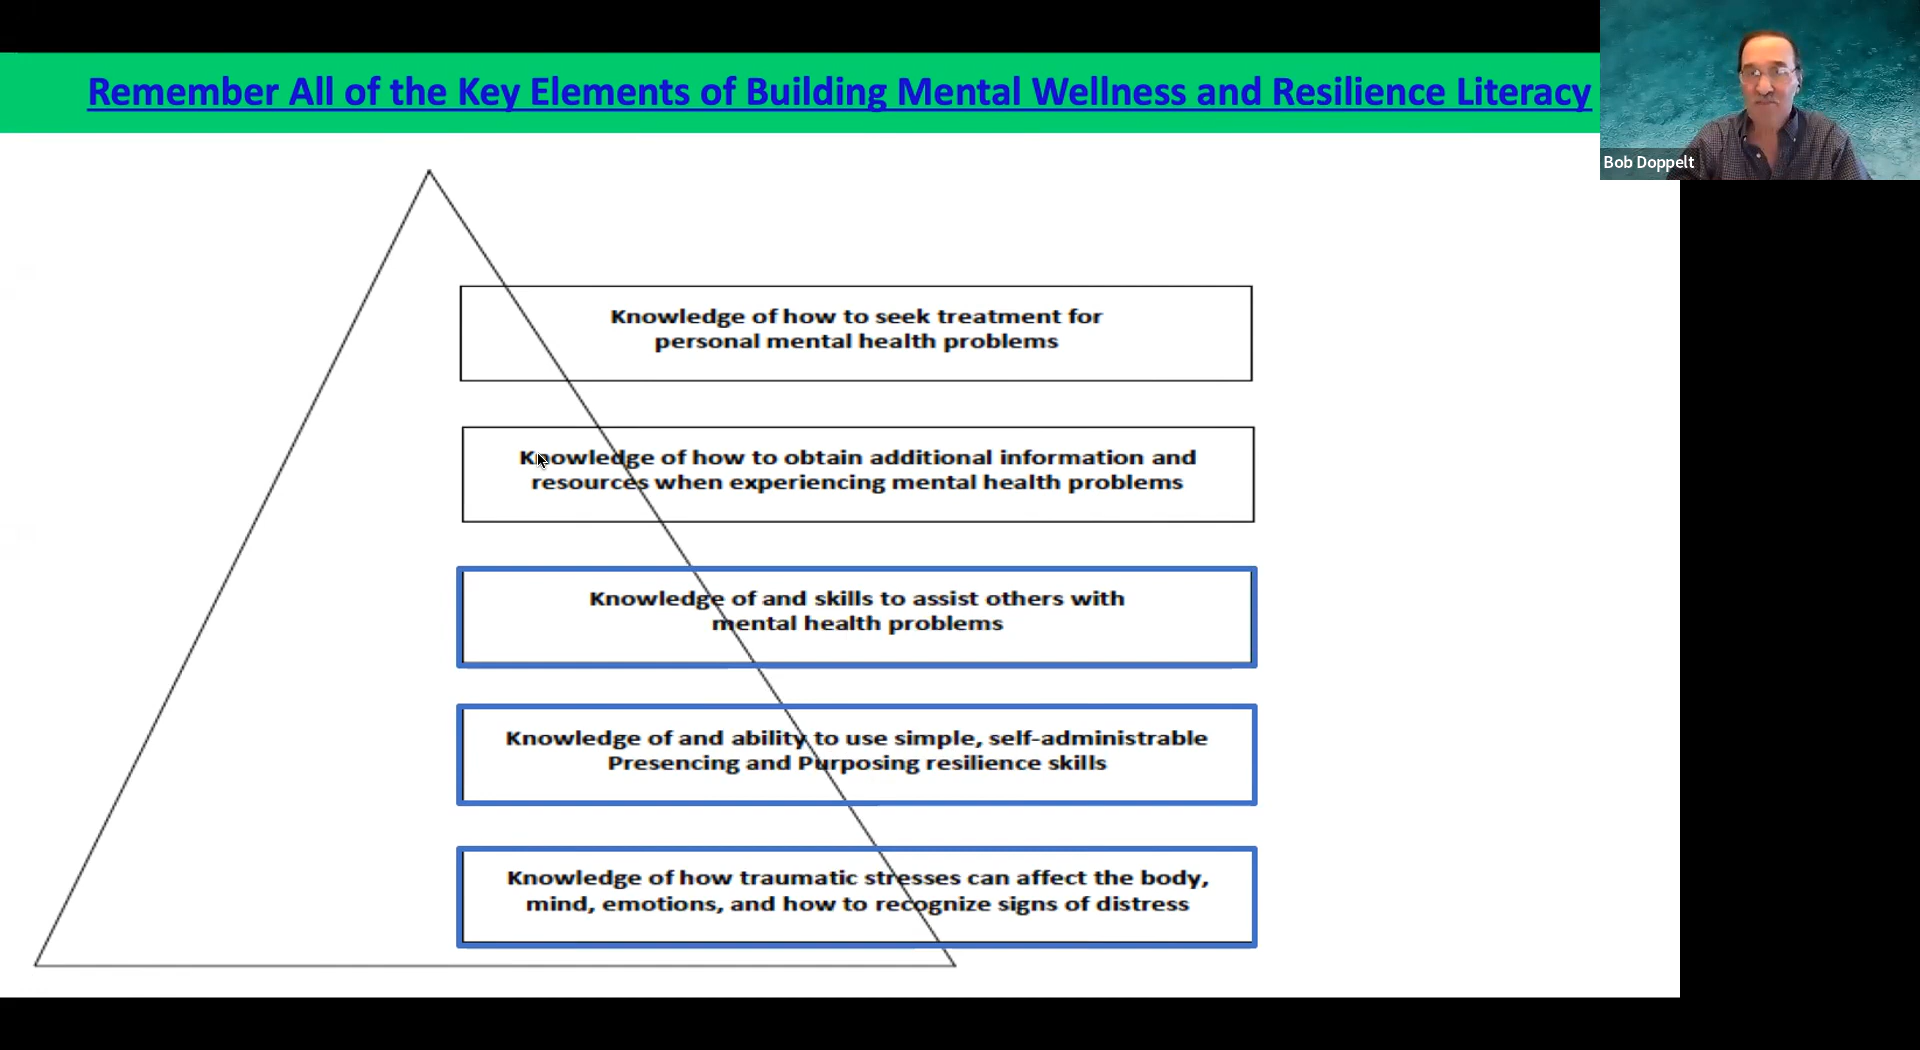 Remember All of the Key Elements of Building Mental Wellness and Resilience Literacy
Bob Doppelt
Knowledge of how to seek treatment for
personal mental health problems
Knowledge of how to obtain additional information and
resources when experiencing mental health problems
Knowledge of and skills to assist others with
mental health problems
Knowledge of and ability to use simple, self-administrable
Presencing and Purposing resilience skills
Knowledge of how traumatic stresses can affect the body,
mind, emotions, and how to recognize signs of distress